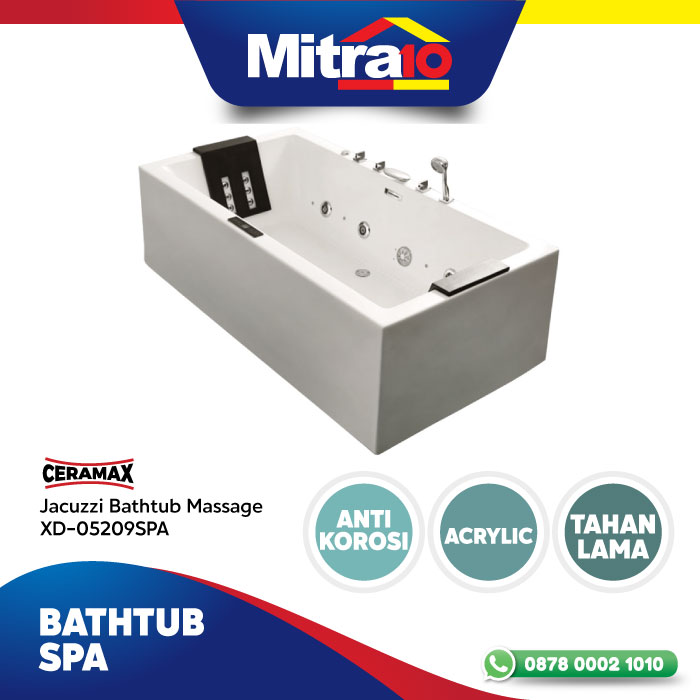 Mitra10
CERAMAX
Jacuzzi Bathtub Massage
XD-05209SPA
ANTI
KOROSI
ACRYLIC
TAHAN
LAMA
BATHTUB
SPA
0878 0002 1010